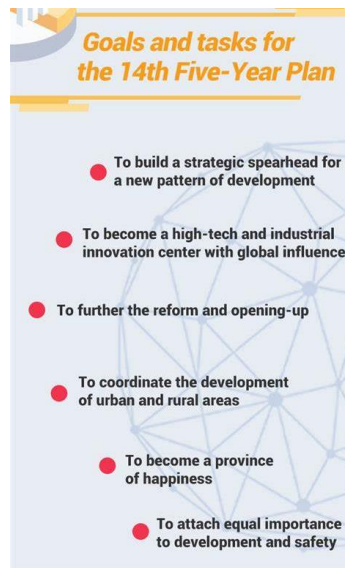 Goals and tasks for
the 14th Five-Year Plan
To build a strategic spearhead for
a new pattern of development
To become a high-tech and industrial
innovation center with global influence
To further the reform and opening-up
To coordinate the development
of urban and rural areas
To become a province
of happiness
To attach equal importance
to development and safety